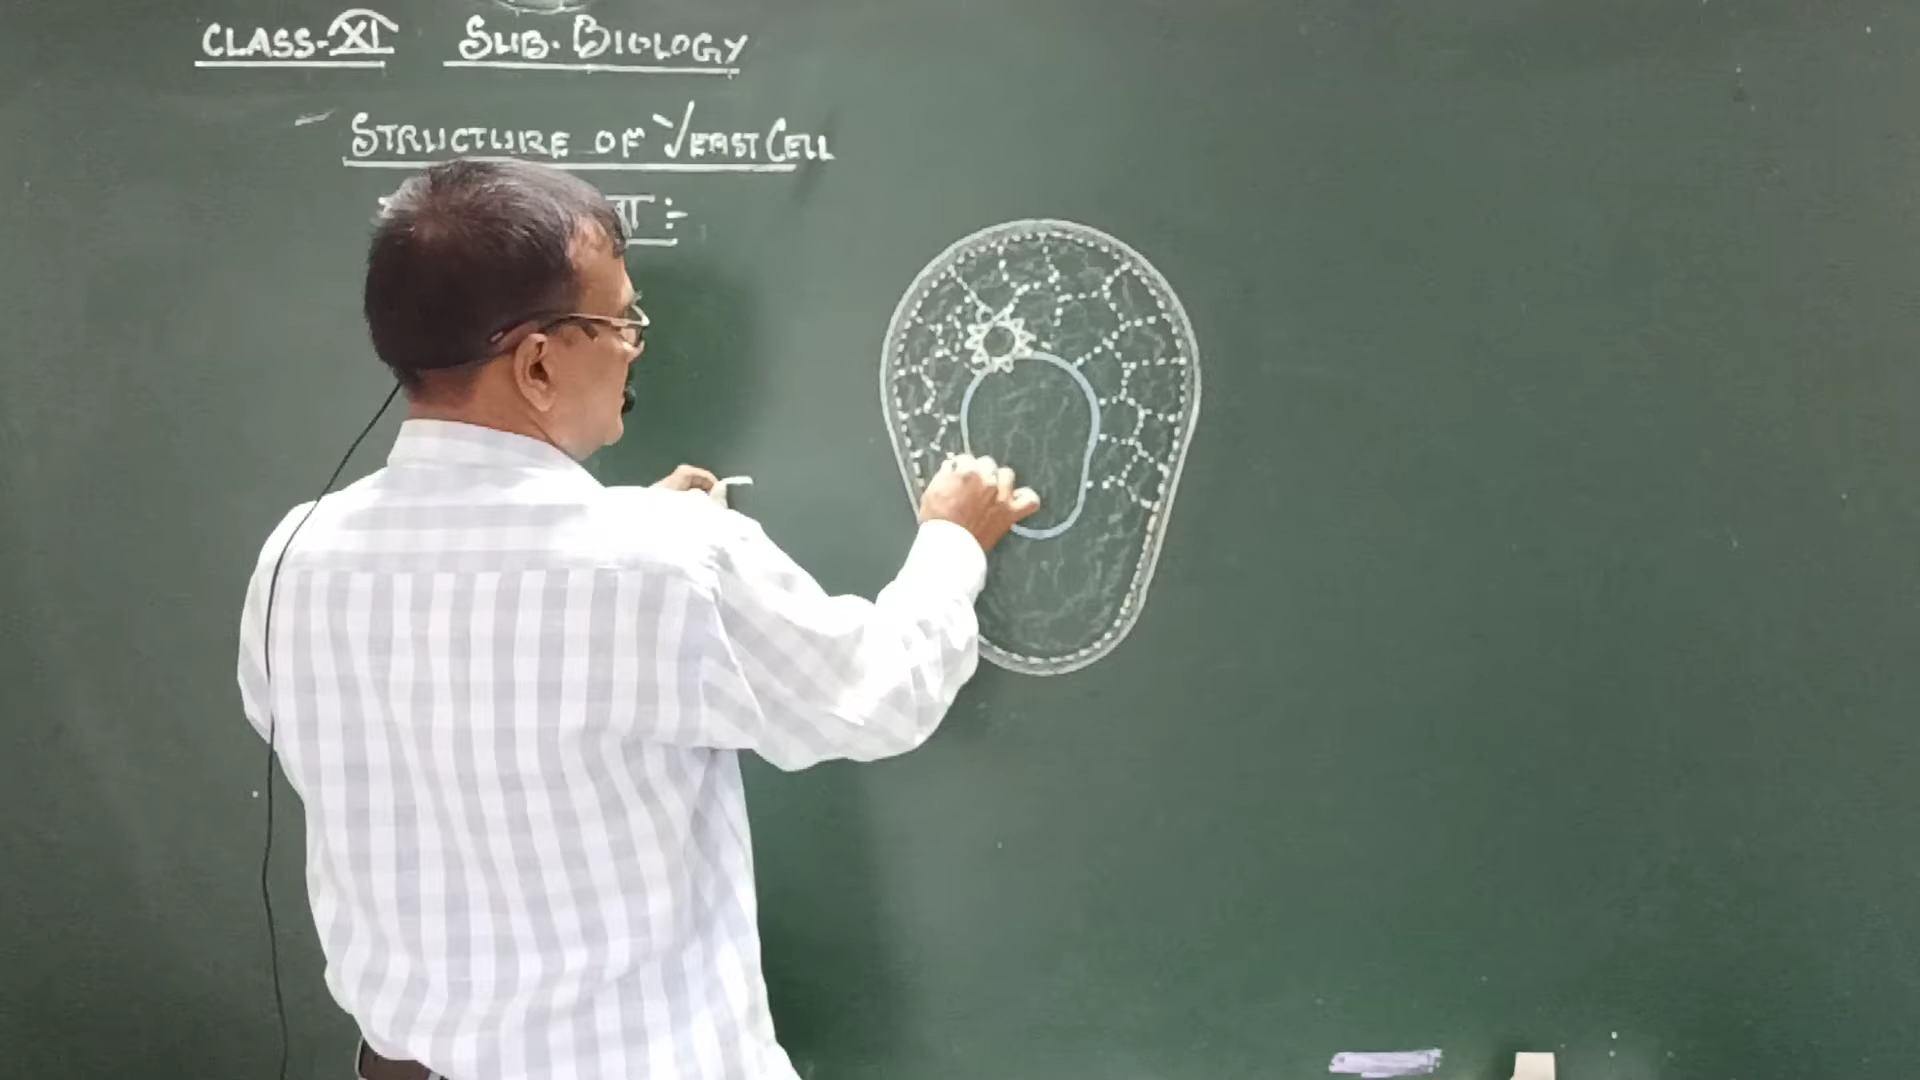 CLASS-XI SUB. BIOLOGY
STRUCTURE OF YEAST CELL